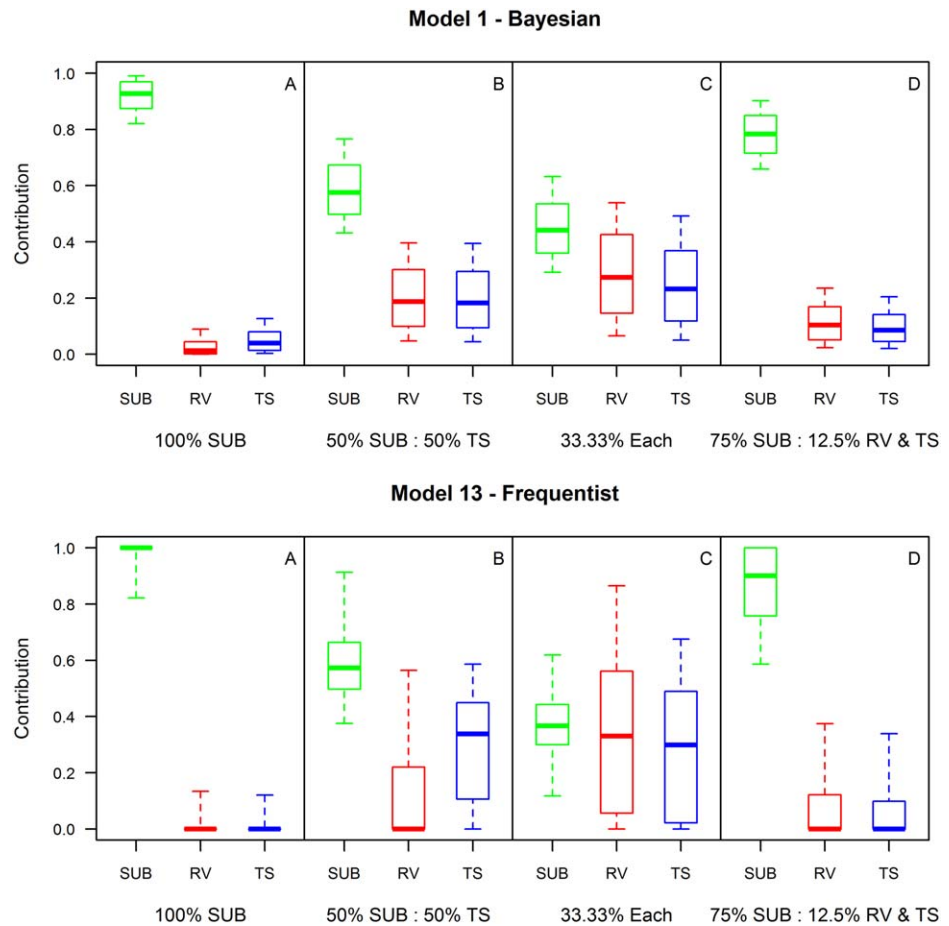 Model 1 - Bayesian
A B C D
1.0
0.8
0.6
0.4
0.2
0.0
Contribution
SUB RV TS SUB RV TS SUB RV TS SUB RV TS
100% SUB 50% SUB : 50% TS 33.33% Each 75% SUB : 12.5% RV & TS
Model 13 - Frequentist
A B C D
1.0
0.8
0.6
0.4
0.2
0.0
Contribution
SUB RV TS SUB RV TS SUB RV TS SUB RV TS
100% SUB 50% SUB : 50% TS 33.33% Each 75% SUB : 12.5% RV & TS